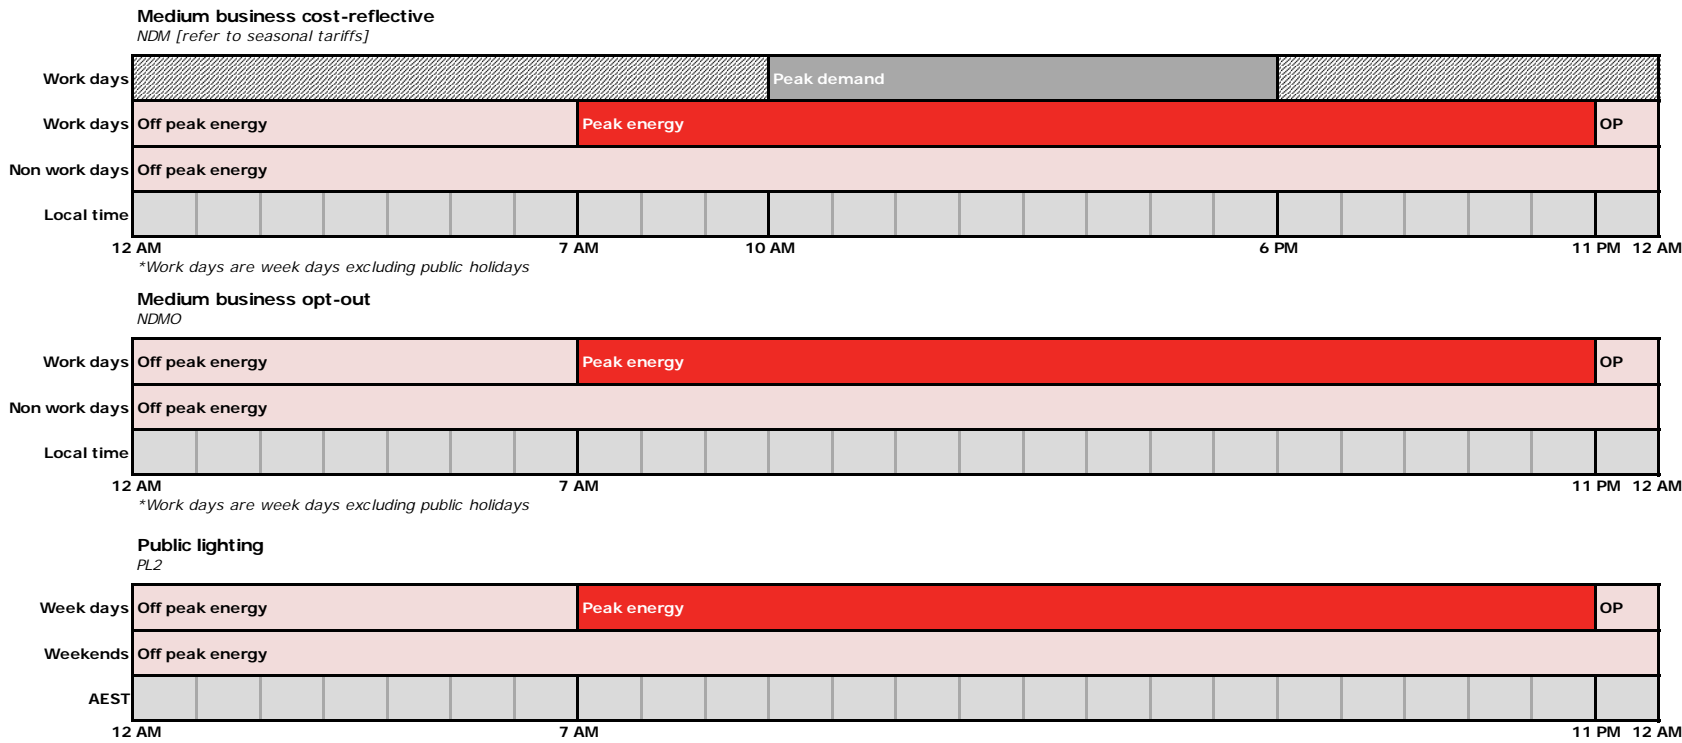 Medium business cost-reflective
NDM [refer to seasonal tariffs]
Work days Peak demand
Work days Off peak energy Peak energy OP
Non work days Off peak energy
Local time
12 AM 7 AM 10 AM 6 PM 11 PM 12 AM
*Work days are week days excluding public holidays
Medium business opt-out
NDMO
Work days Off peak energy Peak energy OP
Non work days Off peak energy
Local time
12 AM 7 AM 11 PM 12 AM
*Work days are week days excluding public holidays
Public lighting
PL2
Week days Off peak energy Peak energy OP
Weekends Off peak energy
AEST
12 AM 7 AM 11 PM 12 AM